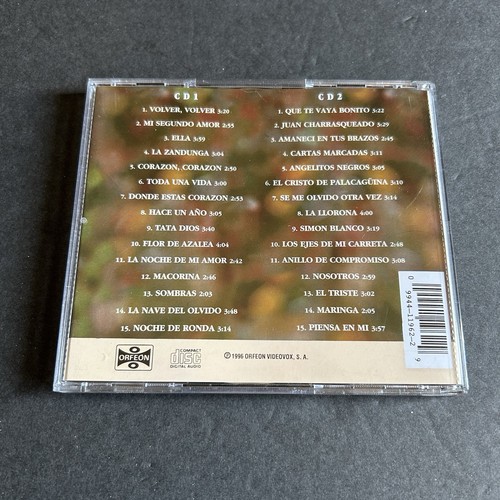 CD 1
1. VOLVER, VOLVER 3:20
2. MI SEGUNDO AMOR 2:55
3. ELLA 3:59
4. LA ZANDUNGA 3:04
5. CORAZON, CORAZON 2:50
6. TODA UNA VIDA 3:00
7. DONDE ESTAS CORAZON 2:53
8. HACE UN AÑO 3:05
9. TATA DIOS 3:40
10. FLOR DE AZALEA 4:04
11. LA NOCHE DE MI AMOR 2:42
12. MACORINA 2:46
13. SOMBRAS 2:03
14. LA NAVE DEL OLVIDO 3:48
15. NOCHE DE RONDA 3:14
CD 2
1. QUE TE VAYA BONITO 3:22
2. JUAN CHARRASQUEADO 3:29
3. AMANECI EN TUS BRAZOS 2:45
4. CARTAS MARCADAS 3:11
5. ANGELITOS NEGROS 3:05
6. EL CRISTO DE PALACAGÜINA 3:10
7. SE ME OLVIDO OTRA VEZ 3:14
8. LA LLORONA 4:00
9. SIMON BLANCO 3:19
10. LOS EJES DE MI CARRETA 2:48
11. ANILLO DE COMPROMISO 3:08
12. NOSOTROS 2:59
13. EL TRISTE 3:02
14. MARINGA 3:05
15. PIENSA EN MI 3:57
0 9944-11962-2 9
ORFEON
COMPACT
disc
DIGITAL AUDIO
℗1996 ORFEON VIDEOVOX, S. A.